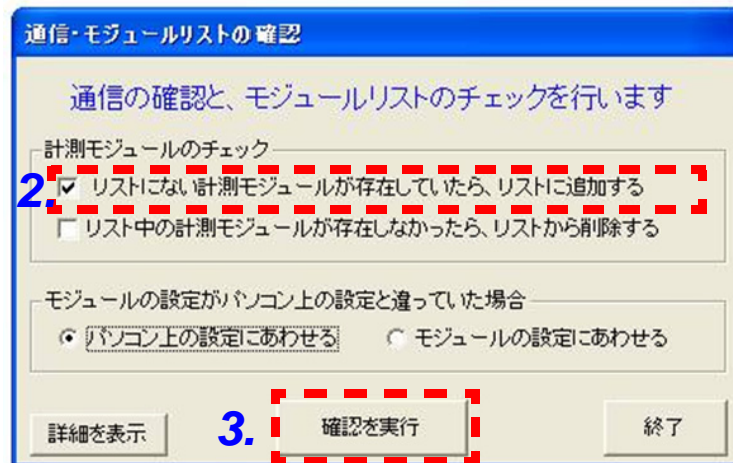 通信・モジュールリストの確認
通信の確認と、モジュールリストのチェックを行います
計測モジュールのチェック
2. リストにない計測モジュールが存在していたら、リストに追加する
リスト中の計測モジュールが存在しなかったら、リストから削除する
モジュールの設定がパソコン上の設定と違っていた場合
パソコン上の設定にあわせる モジュールの設定にあわせる
詳細を表示 3. 確認を実行 終了